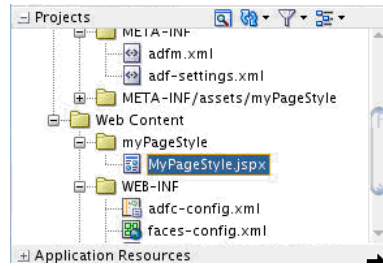 Projects
META-INF
adfm.xml
adf-settings.xml
META-INF/assets/myPageStyle
Web Content
myPageStyle
MyPageStyle.jspx
WEB-INF
adfc-config.xml
faces-config.xml
Application Resources